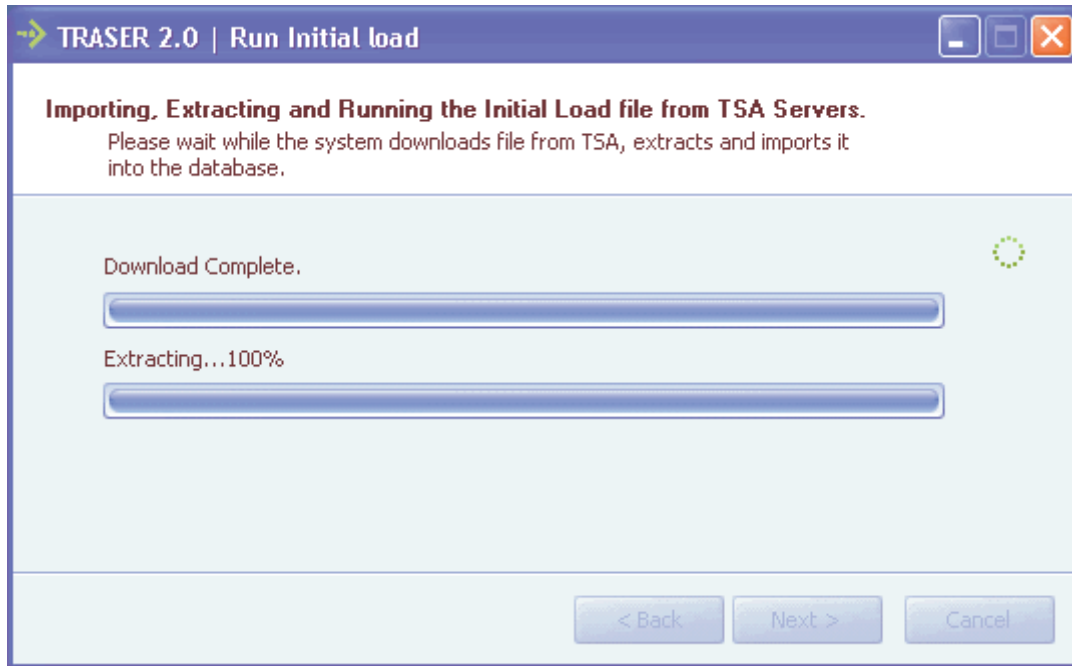 TRASER 2.0 | Run Initial load
Importing, Extracting and Running the Initial Load file from TSA Servers.
Please wait while the system downloads file from TSA, extracts and imports it
into the database.
Download Complete.
Extracting...100%
< Back Next > Cancel